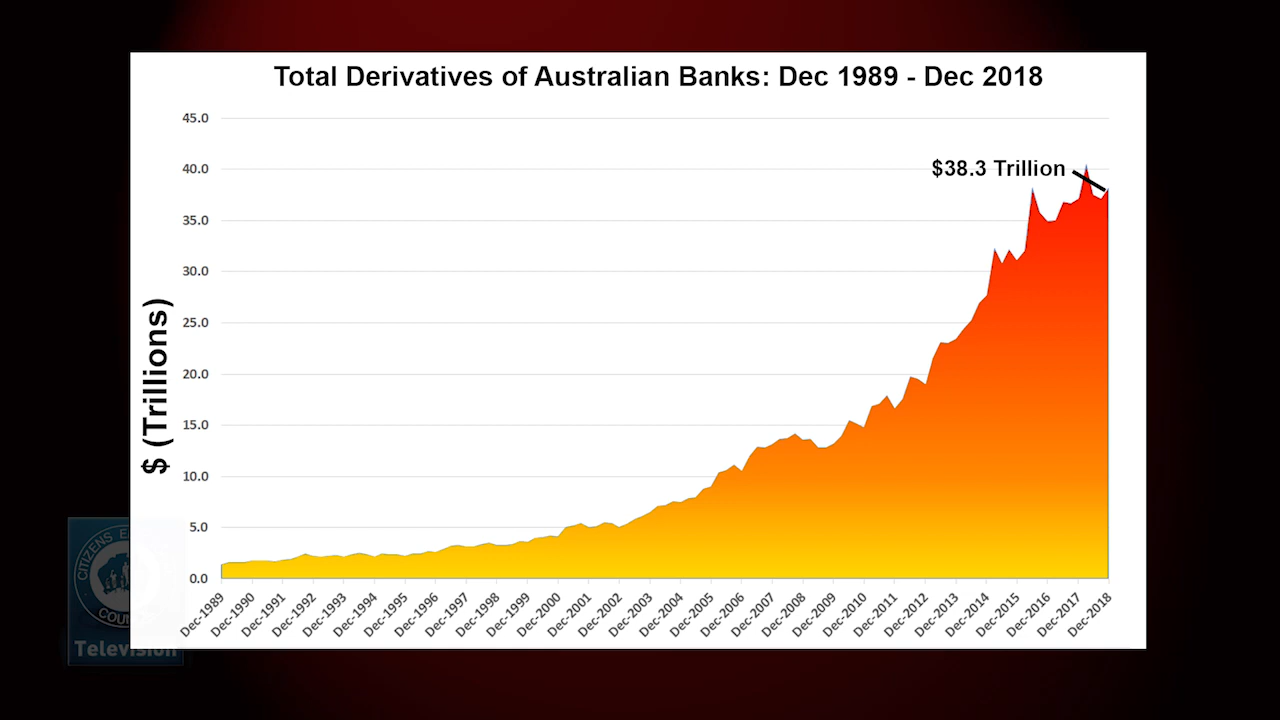 Total Derivatives of Australian Banks: Dec 1989 - Dec 2018
$ (Trillions)
45.0
40.0
35.0
30.0
25.0
20.0
15.0
10.0
5.0
0.0
$38.3 Trillion
Dec-1989
Dec-1990
Dec-1991
Dec-1992
Dec-1993
Dec-1994
Dec-1995
Dec-1996
Dec-1997
Dec-1998
Dec-1999
Dec-2000
Dec-2001
Dec-2002
Dec-2003
Dec-2004
Dec-2005
Dec-2006
Dec-2007
Dec-2008
Dec-2009
Dec-2010
Dec-2011
Dec-2012
Dec-2013
Dec-2014
Dec-2015
Dec-2016
Dec-2017
Dec-2018
CITIZENS
Television